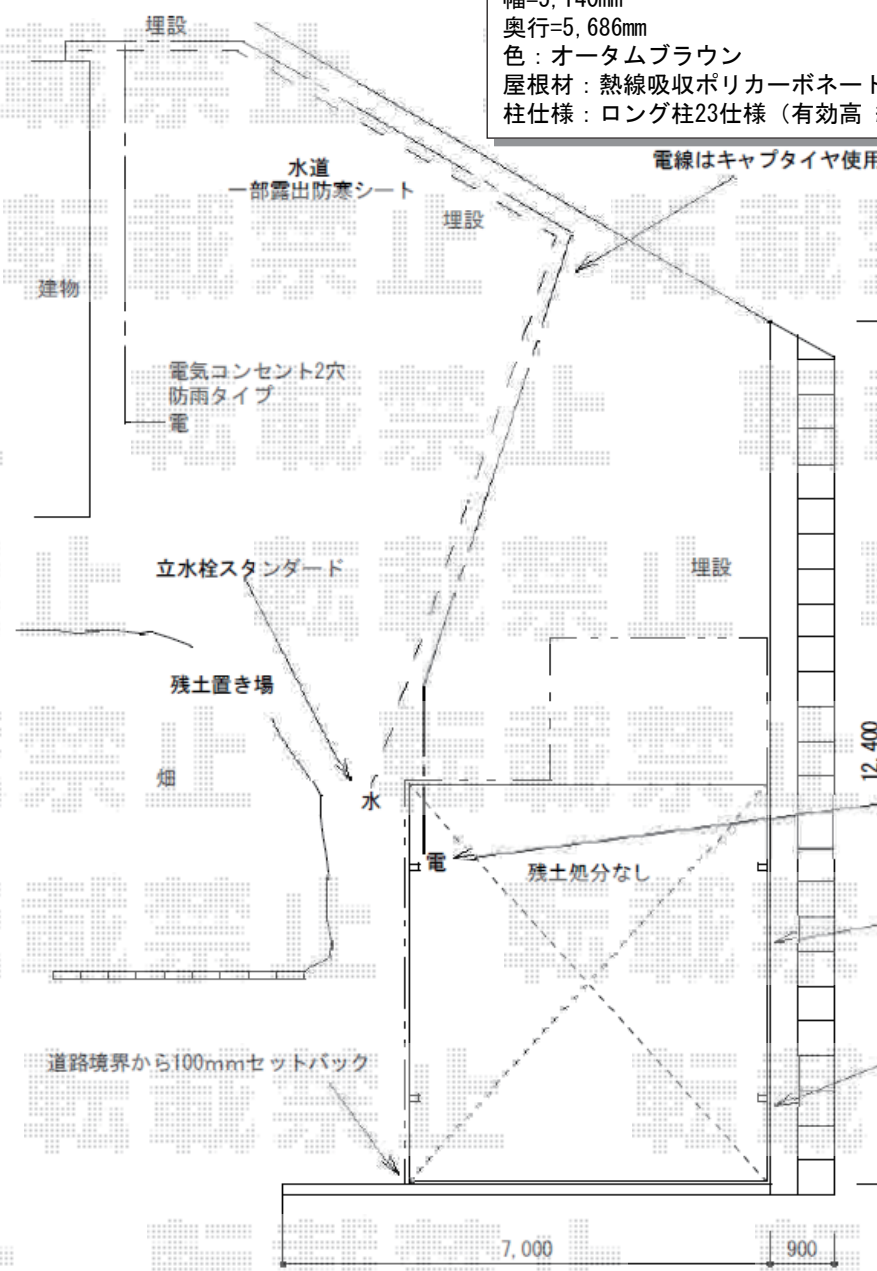 幅=5,140mm
奥行=5,686mm
色：オータムブラウン
屋根材：熱線吸収ポリカーボネート
柱仕様：ロング柱23仕様（有効高
埋設
電線はキャプタイヤ使用
水道
一部露出防寒シート
埋設
建物
電気コンセント2穴
防雨タイプ
電
立水栓スタンダード
埋設
残土置き場
12,400
畑
水
電
残土処分なし
道路境界から100mmセットバック
7,000
900
転載禁止